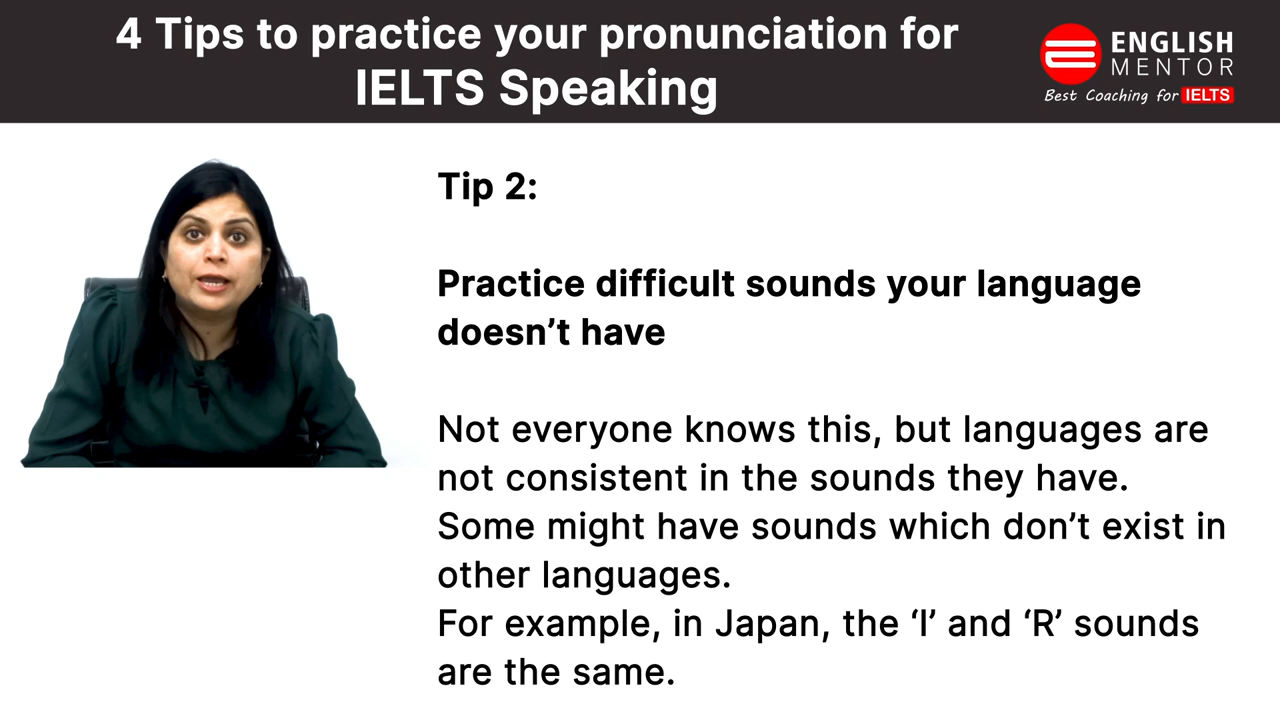 4 Tips to practice your pronunciation for
IELTS Speaking
ENGLISH
MENTOR
Best Coaching for IELTS
Tip 2:
Practice difficult sounds your language
doesn’t have
Not everyone knows this, but languages are
not consistent in the sounds they have.
Some might have sounds which don’t exist in
other languages.
For example, in Japan, the ‘l’ and ‘R’ sounds
are the same.